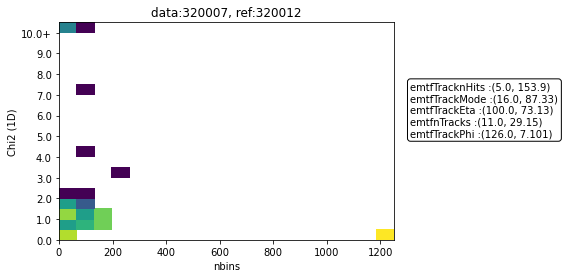 data:320007, ref:320012
10.0+
9.0
8.0
7.0
6.0
5.0
4.0
3.0
2.0
1.0
0.0
Chi2 (1D)
0 200 400 600 800 1000 1200
nbins
emtfTracknHits :(5.0, 153.9)
emtfTrackMode :(16.0, 87.33)
emtfTrackEta :(100.0, 73.13)
emtfnTracks :(11.0, 29.15)
emtfTrackPhi :(126.0, 7.101)